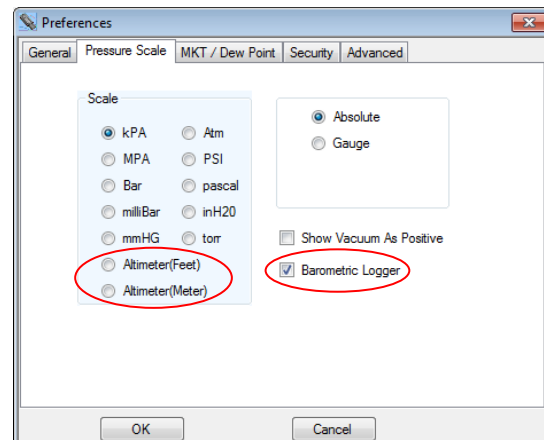 Preferences
General Pressure Scale MKT / Dew Point Security Advanced
Scale
kPA Atm
MPA PSI
Bar pascal
milliBar inH20
mmHG torr
Altimeter(Feet)
Altimeter(Meter)
Absolute
Gauge
Show Vacuum As Positive
Barometric Logger
OK Cancel